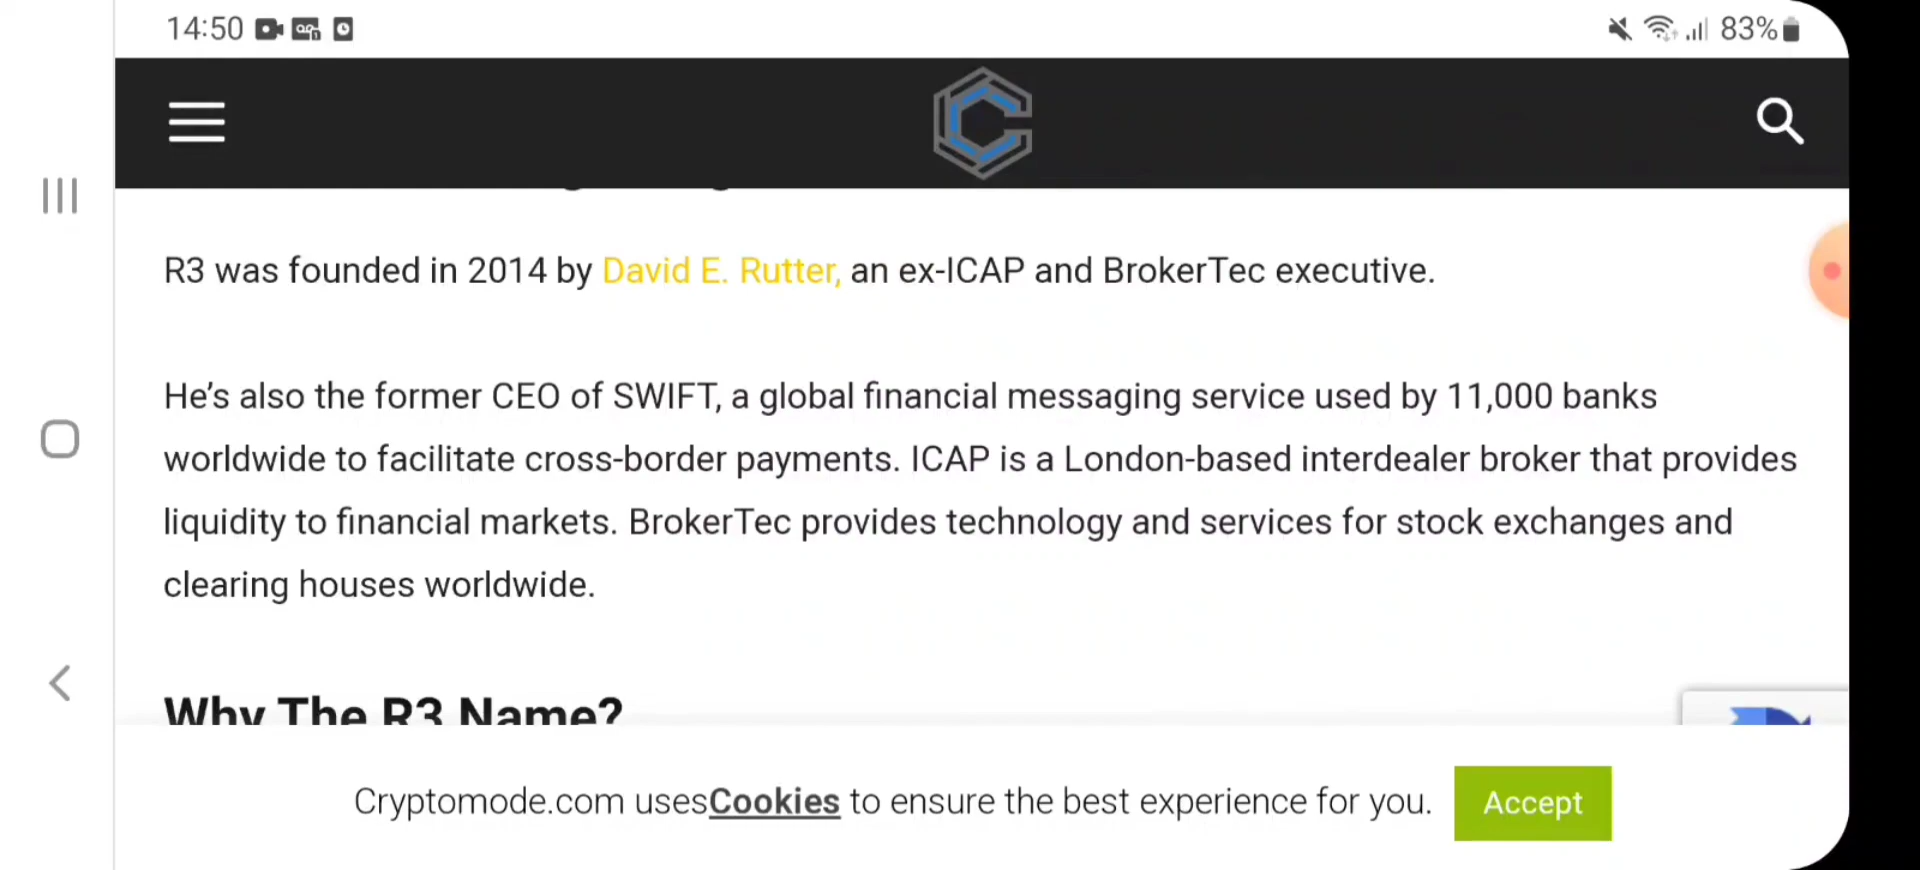 14:50
83%
R3 was founded in 2014 by David E. Rutter, an ex-ICAP and BrokerTec executive.
He's also the former CEO of SWIFT, a global financial messaging service used by 11,000 banks
worldwide to facilitate cross-border payments. ICAP is a London-based interdealer broker that provides
liquidity to financial markets. BrokerTec provides technology and services for stock exchanges and
clearing houses worldwide.
Why The R3 Name?
Cryptomode.com usesCookies to ensure the best experience for you.
Accept